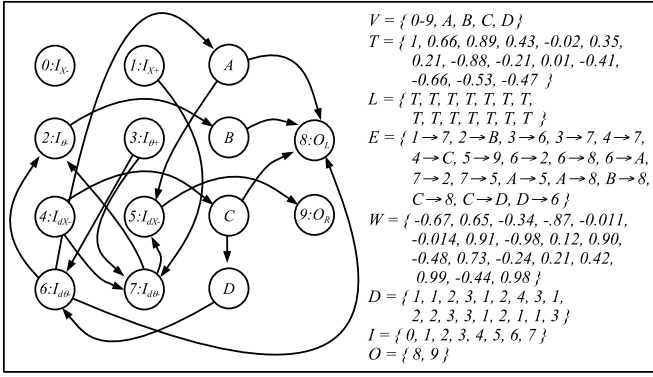 0:I_X-
1:I_X+
A
2:I_θ-
3:I_θ+
B
8:O_L
4:I_dX-
5:I_dX-
C
9:O_R
6:I_dθ-
7:I_dθ-
D
V = { 0-9, A, B, C, D}
T = { 1, 0.66, 0.89, 0.43, -0.02, 0.35,
0.21, -0.88, -0.21, 0.01, -0.41,
-0.66, -0.53, -0.47 }
L = { T, T, T, T, T, T, T,
T, T, T, T, T, T, T }
E = { 1→7, 2→B, 3→6, 3→7, 4→7,
4→C, 5→9, 6→2, 6→8, 6→A,
7→2, 7→5, A→5, A→8, B→8,
C→8, C→D, D→6 }
W = { -0.67, 0.65, -0.34, -.87, -0.011,
-0.014, 0.91, -0.98, 0.12, 0.90,
-0.48, 0.73, -0.24, 0.21, 0.42,
0.99, -0.44, 0.98 }
D = { 1, 1, 2, 3, 1, 2, 4, 3, 1,
2, 2, 3, 3, 1, 2, 1, 1, 3 }
I = { 0, 1, 2, 3, 4, 5, 6, 7 }
O = { 8, 9 }